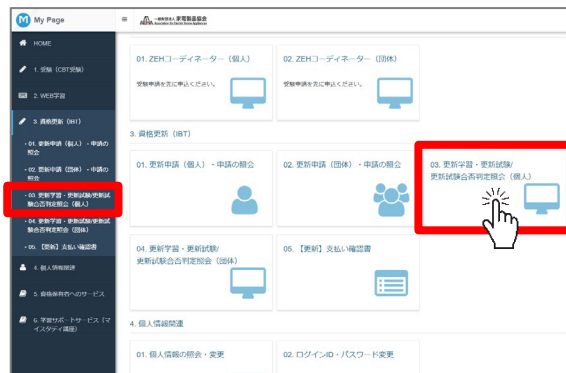 My Page
一般財団法人 家電製品協会
Association for Electric Home Appliances
HOME
1. 受験 (CBT受験)
2. WEB学習
3. 資格更新 (IBT)
・01. 更新申請（個人）・申請の
照会
・02. 更新申請（団体）・申請の
照会
・03. 更新学習・更新試験/更新試
験合否判定照会（個人）
・04. 更新学習・更新試験/更新試
験合否判定照会（団体）
・05. 【更新】支払い確認書
4. 個人情報関連
5. 資格保有者へのサービス
6. 学習サポートサービス（マ
イスタディ講座）
01. ZEHコーディネーター（個人）
受験申請を先に申込ください。
02. ZEHコーディネーター（団体）
受験申請を先に申込ください。
3. 資格更新（IBT）
01. 更新申請（個人）・申請の照会
02. 更新申請（団体）・申請の照会
03. 更新学習・更新試験/
更新試験合否判定照会（個人）
04. 更新学習・更新試験/
更新試験合否判定照会（団体）
05. 【更新】支払い確認書
4. 個人情報関連
01. 個人情報の照会・変更
02. ログインID・パスワード変更